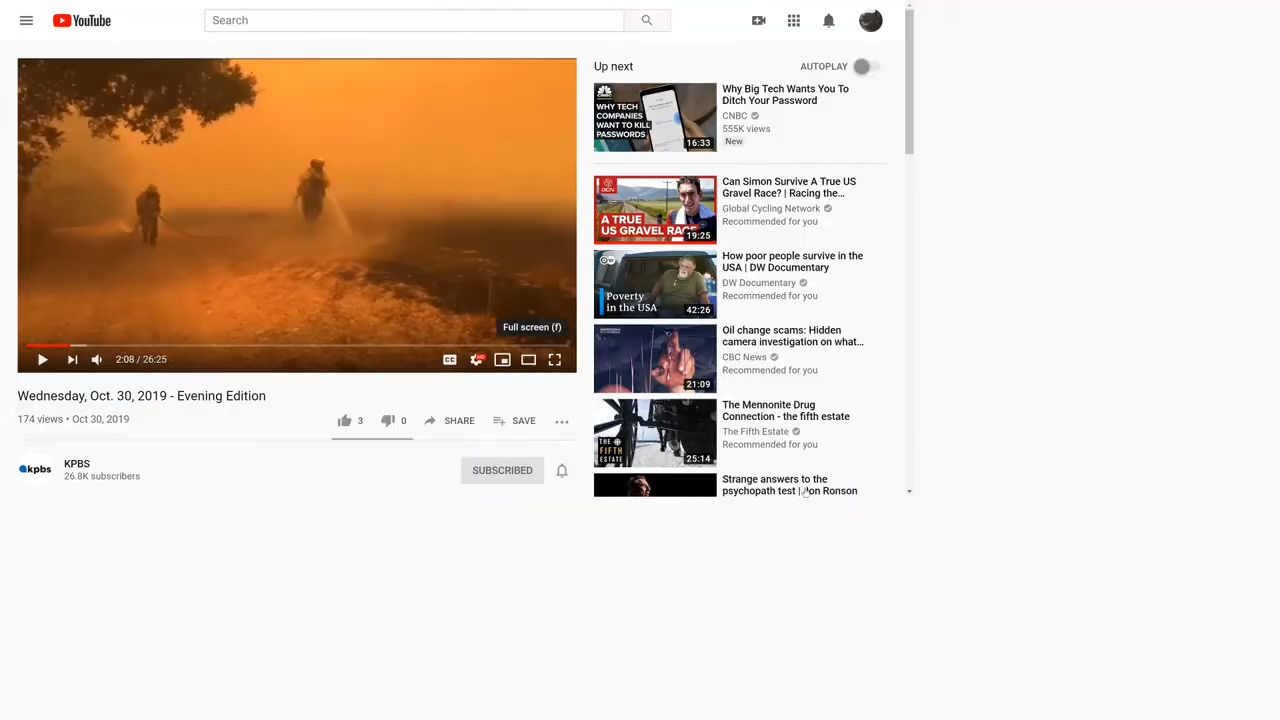 YouTube
Search
Full screen (f)
CC
HD
2:08 / 26:25
Wednesday, Oct. 30, 2019 - Evening Edition
174 views • Oct 30, 2019
3
0
SHARE
SAVE
kpbs
KPBS
26.8K subscribers
SUBSCRIBED
Up next
AUTOPLAY
CNBC
WHY TECH
COMPANIES
WANT TO KILL
PASSWORDS
16:33
Why Big Tech Wants You To
Ditch Your Password
CNBC
555K views
New
GCN
A TRUE
US GRAVEL RACE
19:25
Can Simon Survive A True US
Gravel Race? | Racing the...
Global Cycling Network
Recommended for you
DW
Poverty
in the USA
42:26
How poor people survive in the
USA | DW Documentary
DW Documentary
Recommended for you
21:09
Oil change scams: Hidden
camera investigation on what...
CBC News
Recommended for you
THE
FIFTH
ESTATE
25:14
The Mennonite Drug
Connection - the fifth estate
The Fifth Estate
Recommended for you
Strange answers to the
psychopath test | Jon Ronson